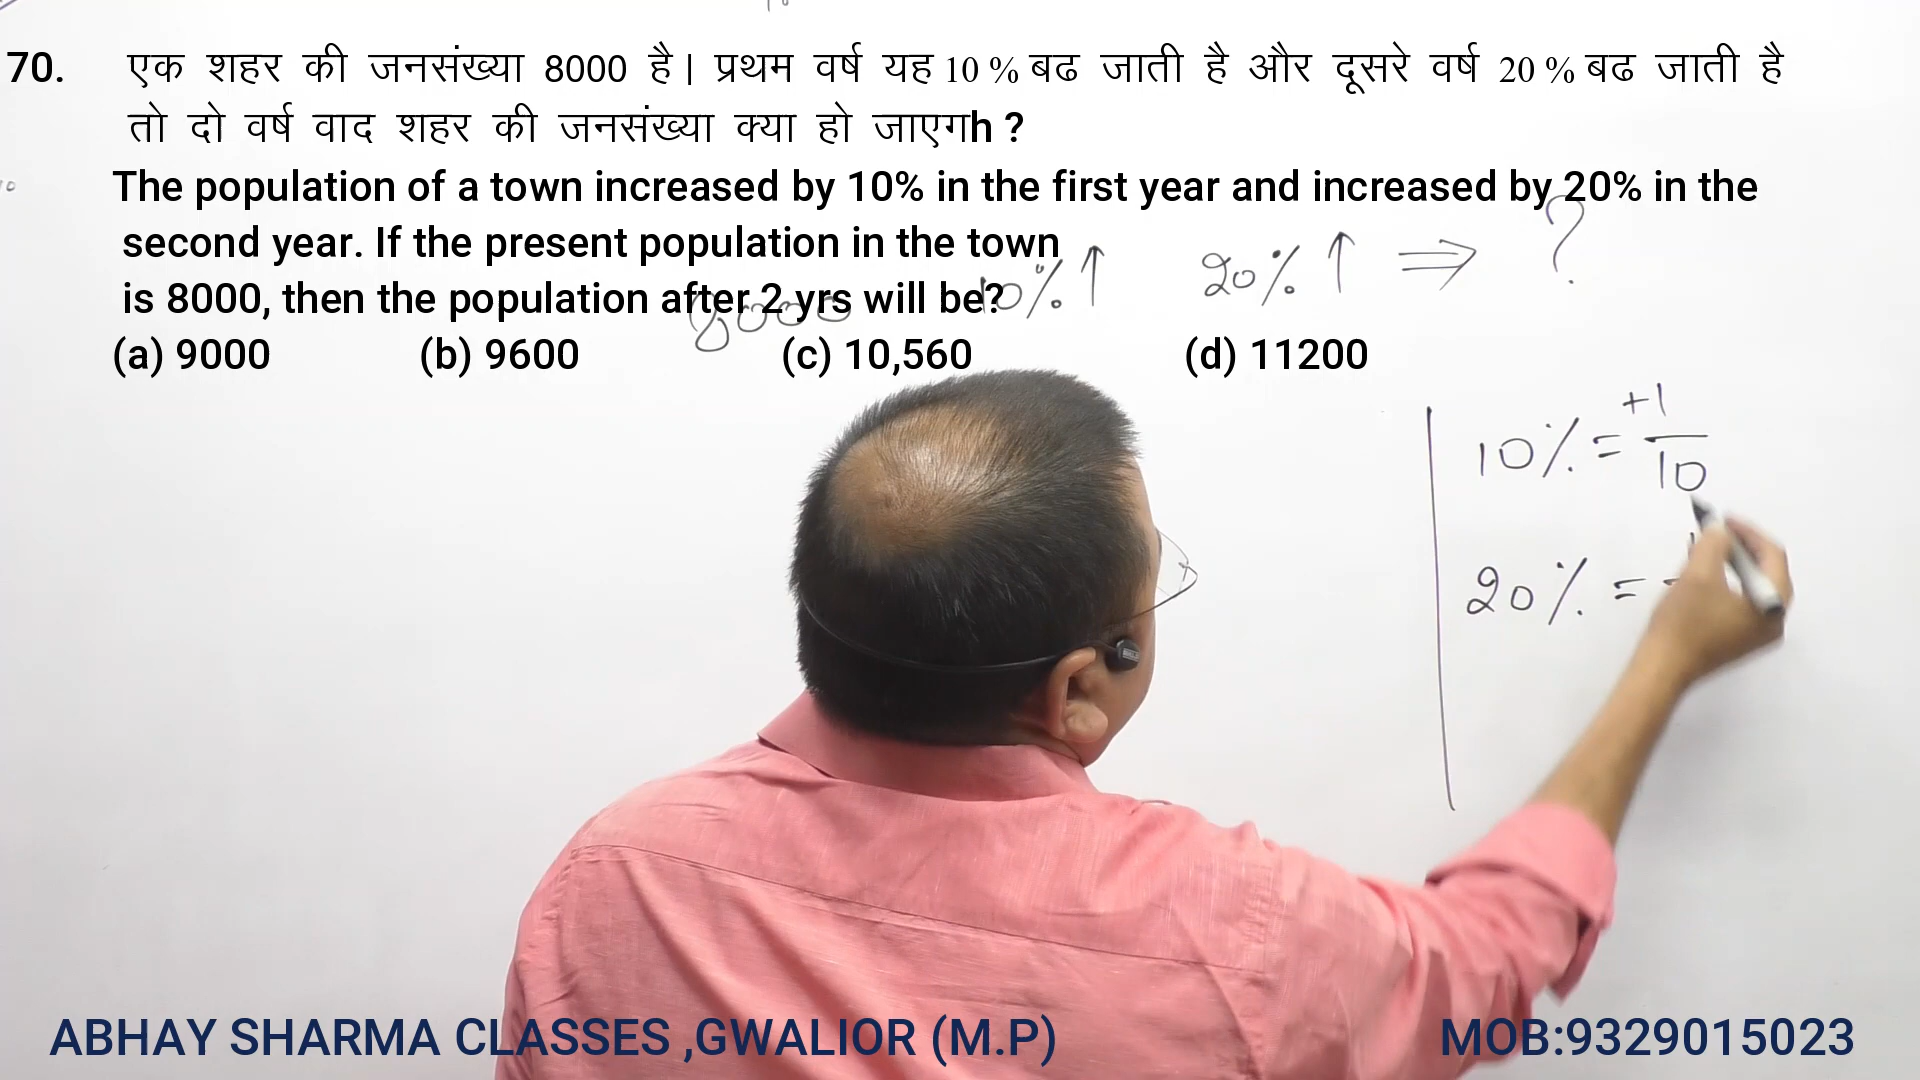 70. एक शहर की जनसंख्या 8000 है। प्रथम वर्ष यह 10 % बढ जाती है और दूसरे वर्ष 20 % बढ जाती है
तो दो वर्ष वाद शहर की जनसंख्या क्या हो जाएगh ?
The population of a town increased by 10% in the first year and increased by 20% in the
second year. If the present population in the town
is 8000, then the population after 2 yrs will be?
8000 10%↑ 20%↑ ⇒ ?
(a) 9000 (b) 9600 (c) 10,560 (d) 11200
10% = +1/10
20% =
ABHAY SHARMA CLASSES ,GWALIOR (M.P) MOB:9329015023